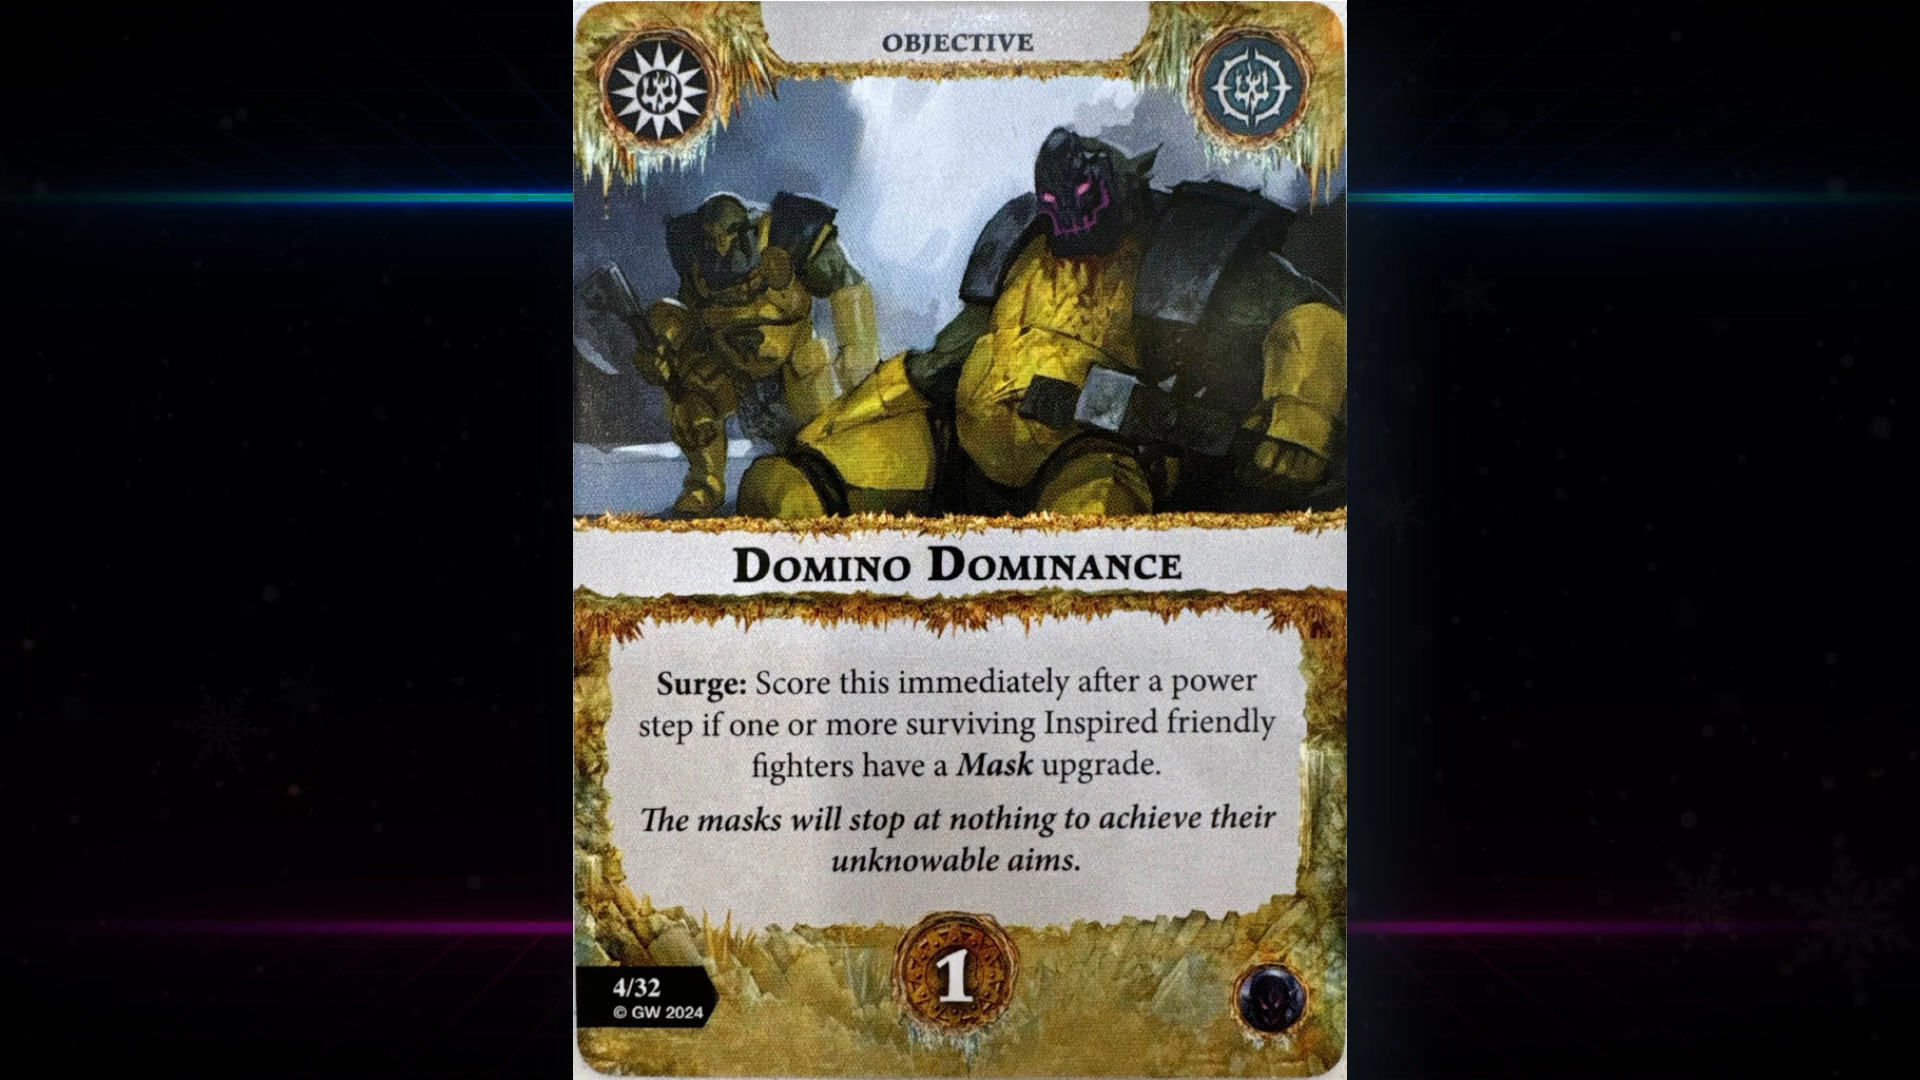 OBJECTIVE
DOMINO DOMINANCE
Surge: Score this immediately after a power
step if one or more surviving Inspired friendly
fighters have a Mask upgrade.
The masks will stop at nothing to achieve their
unknowable aims.
1
4/32
© GW 2024